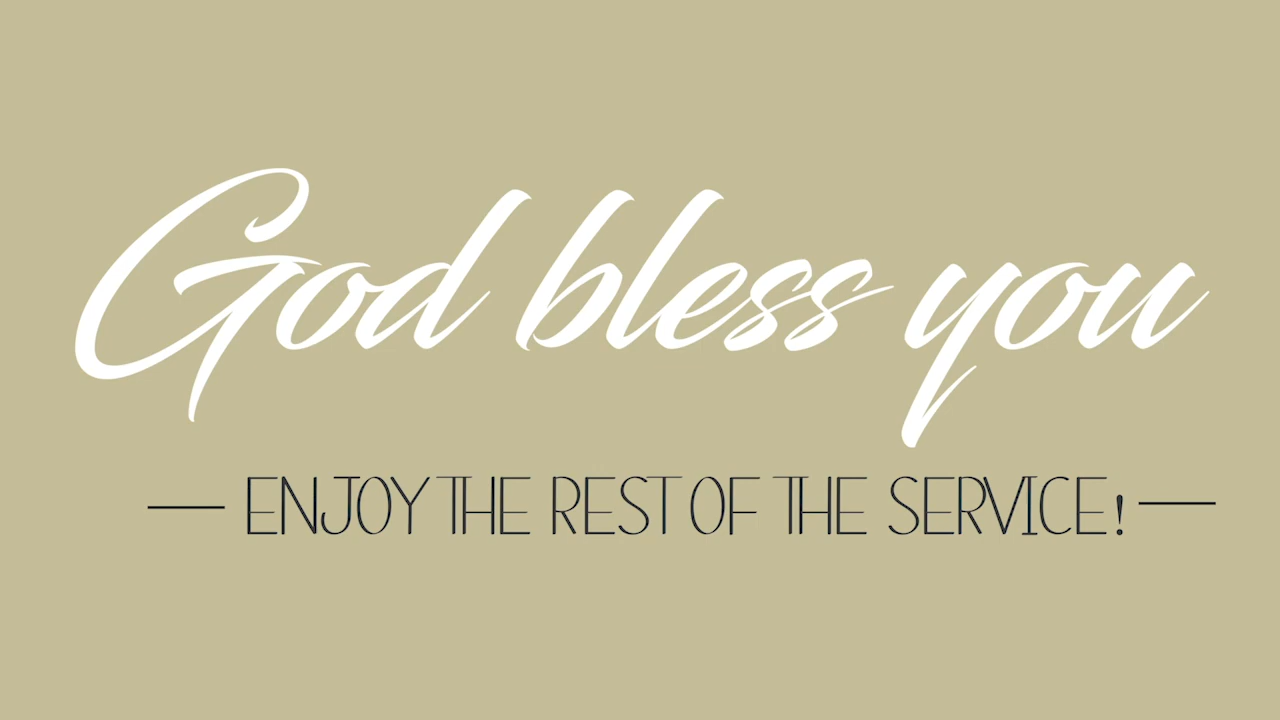 God bless you
— ENJOY THE REST OF THE SERVICE! —